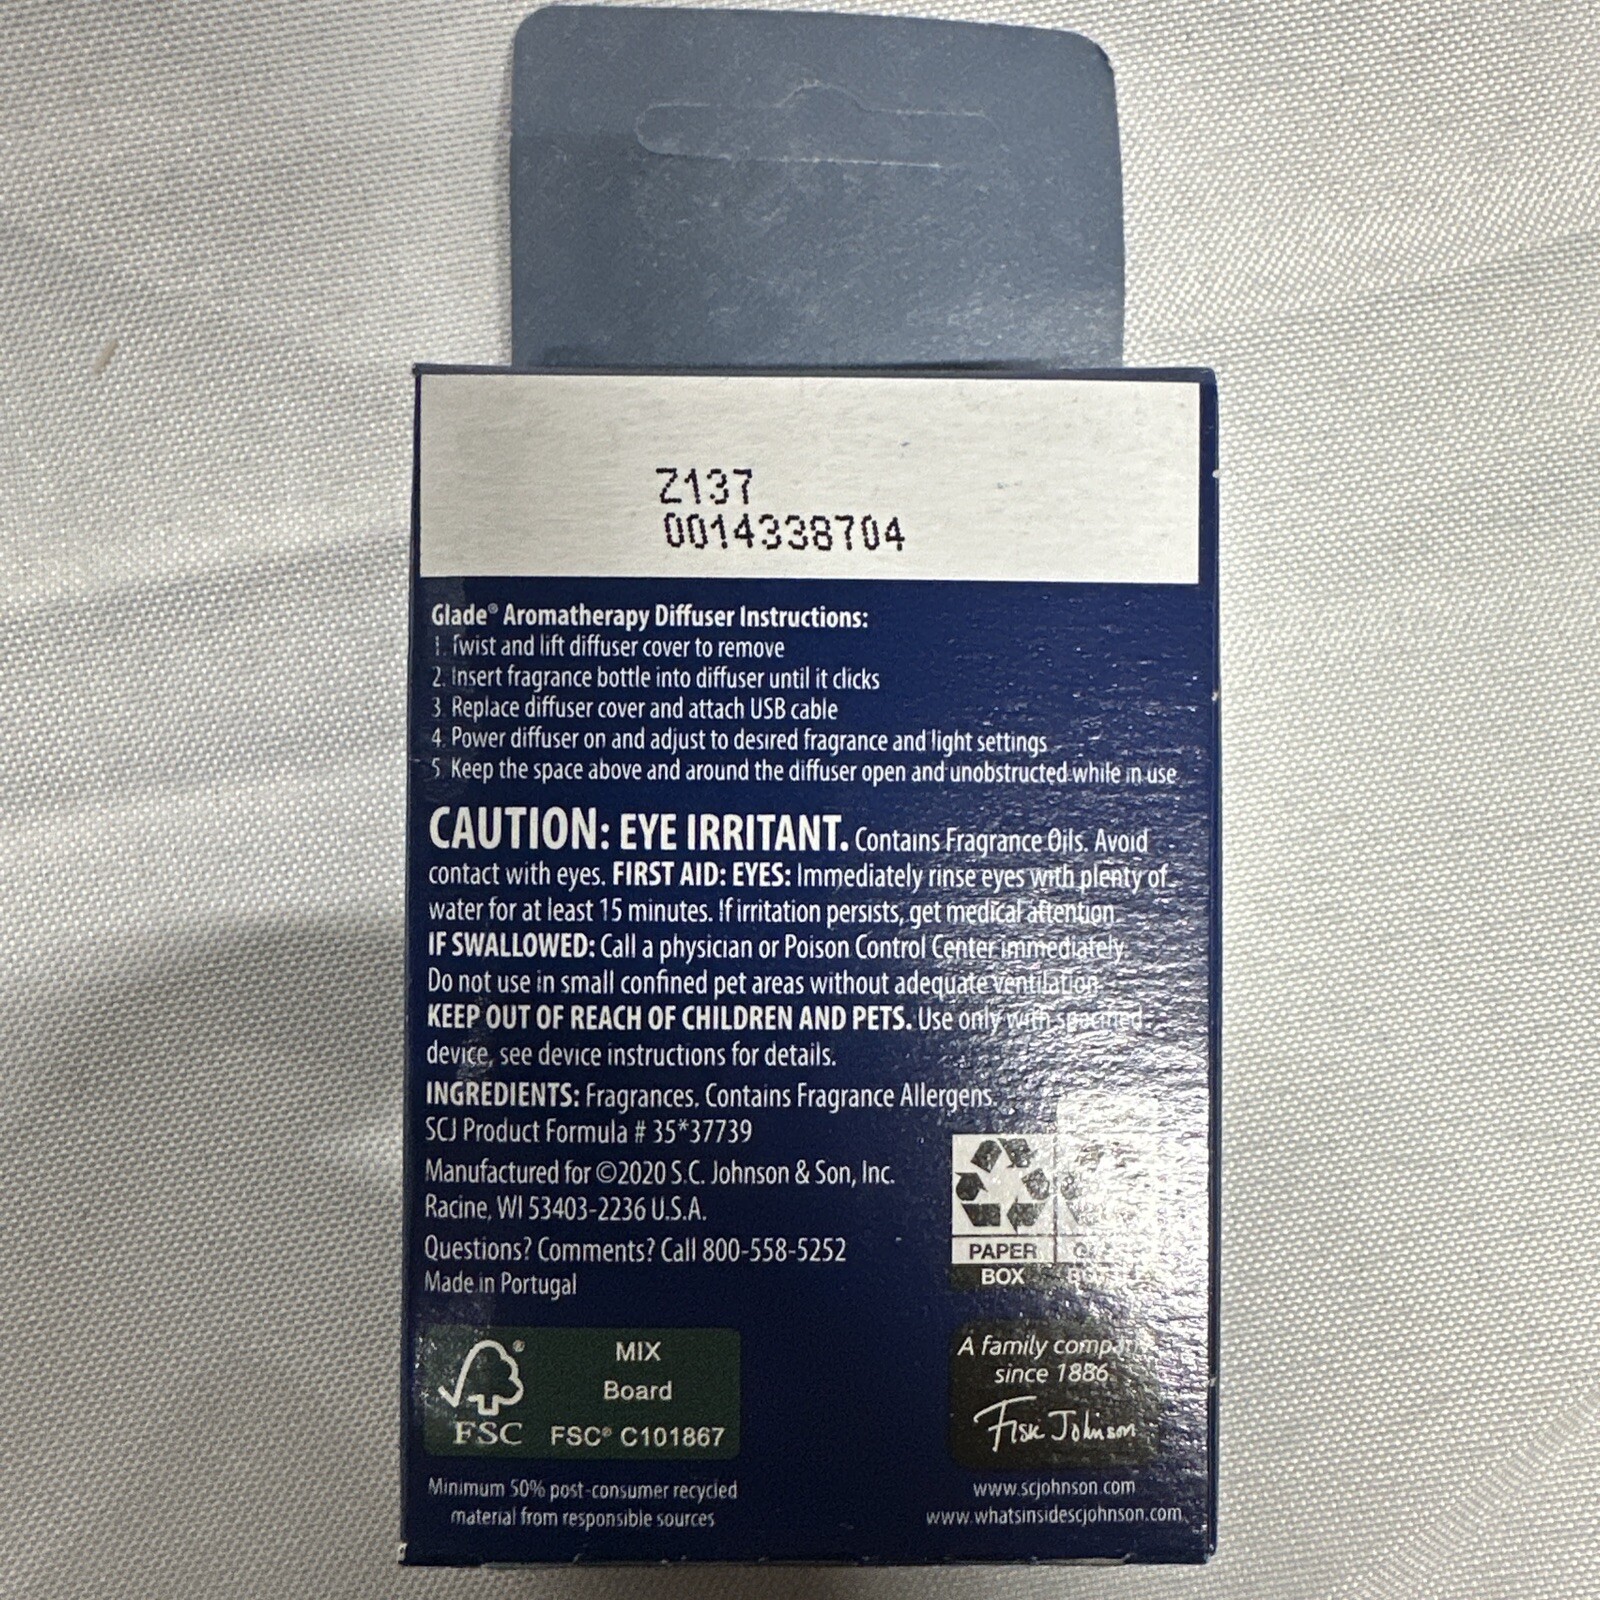 Z137
0014338704
Glade® Aromatherapy Diffuser Instructions:
1. Twist and lift diffuser cover to remove
2. Insert fragrance bottle into diffuser until it clicks
3. Replace diffuser cover and attach USB cable
4. Power diffuser on and adjust to desired fragrance and light settings
5. Keep the space above and around the diffuser open and unobstructed while in use
CAUTION: EYE IRRITANT. Contains Fragrance Oils. Avoid
contact with eyes. FIRST AID: EYES: Immediately rinse eyes with plenty of
water for at least 15 minutes. If irritation persists, get medical attention.
IF SWALLOWED: Call a physician or Poison Control Center immediately.
Do not use in small confined pet areas without adequate ventilation.
KEEP OUT OF REACH OF CHILDREN AND PETS. Use only with specified
device, see device instructions for details.
INGREDIENTS: Fragrances. Contains Fragrance Allergens.
SCJ Product Formula # 35*37739
Manufactured for ©2020 S.C. Johnson & Son, Inc.
Racine, WI 53403-2236 U.S.A.
Questions? Comments? Call 800-558-5252
Made in Portugal
PAPER
BOX
FSC
MIX
Board
FSC® C101867
Minimum 50% post-consumer recycled
material from responsible sources
A family company
since 1886
Fisk Johnson
www.scjohnson.com
www.whatsinsidescjohnson.com